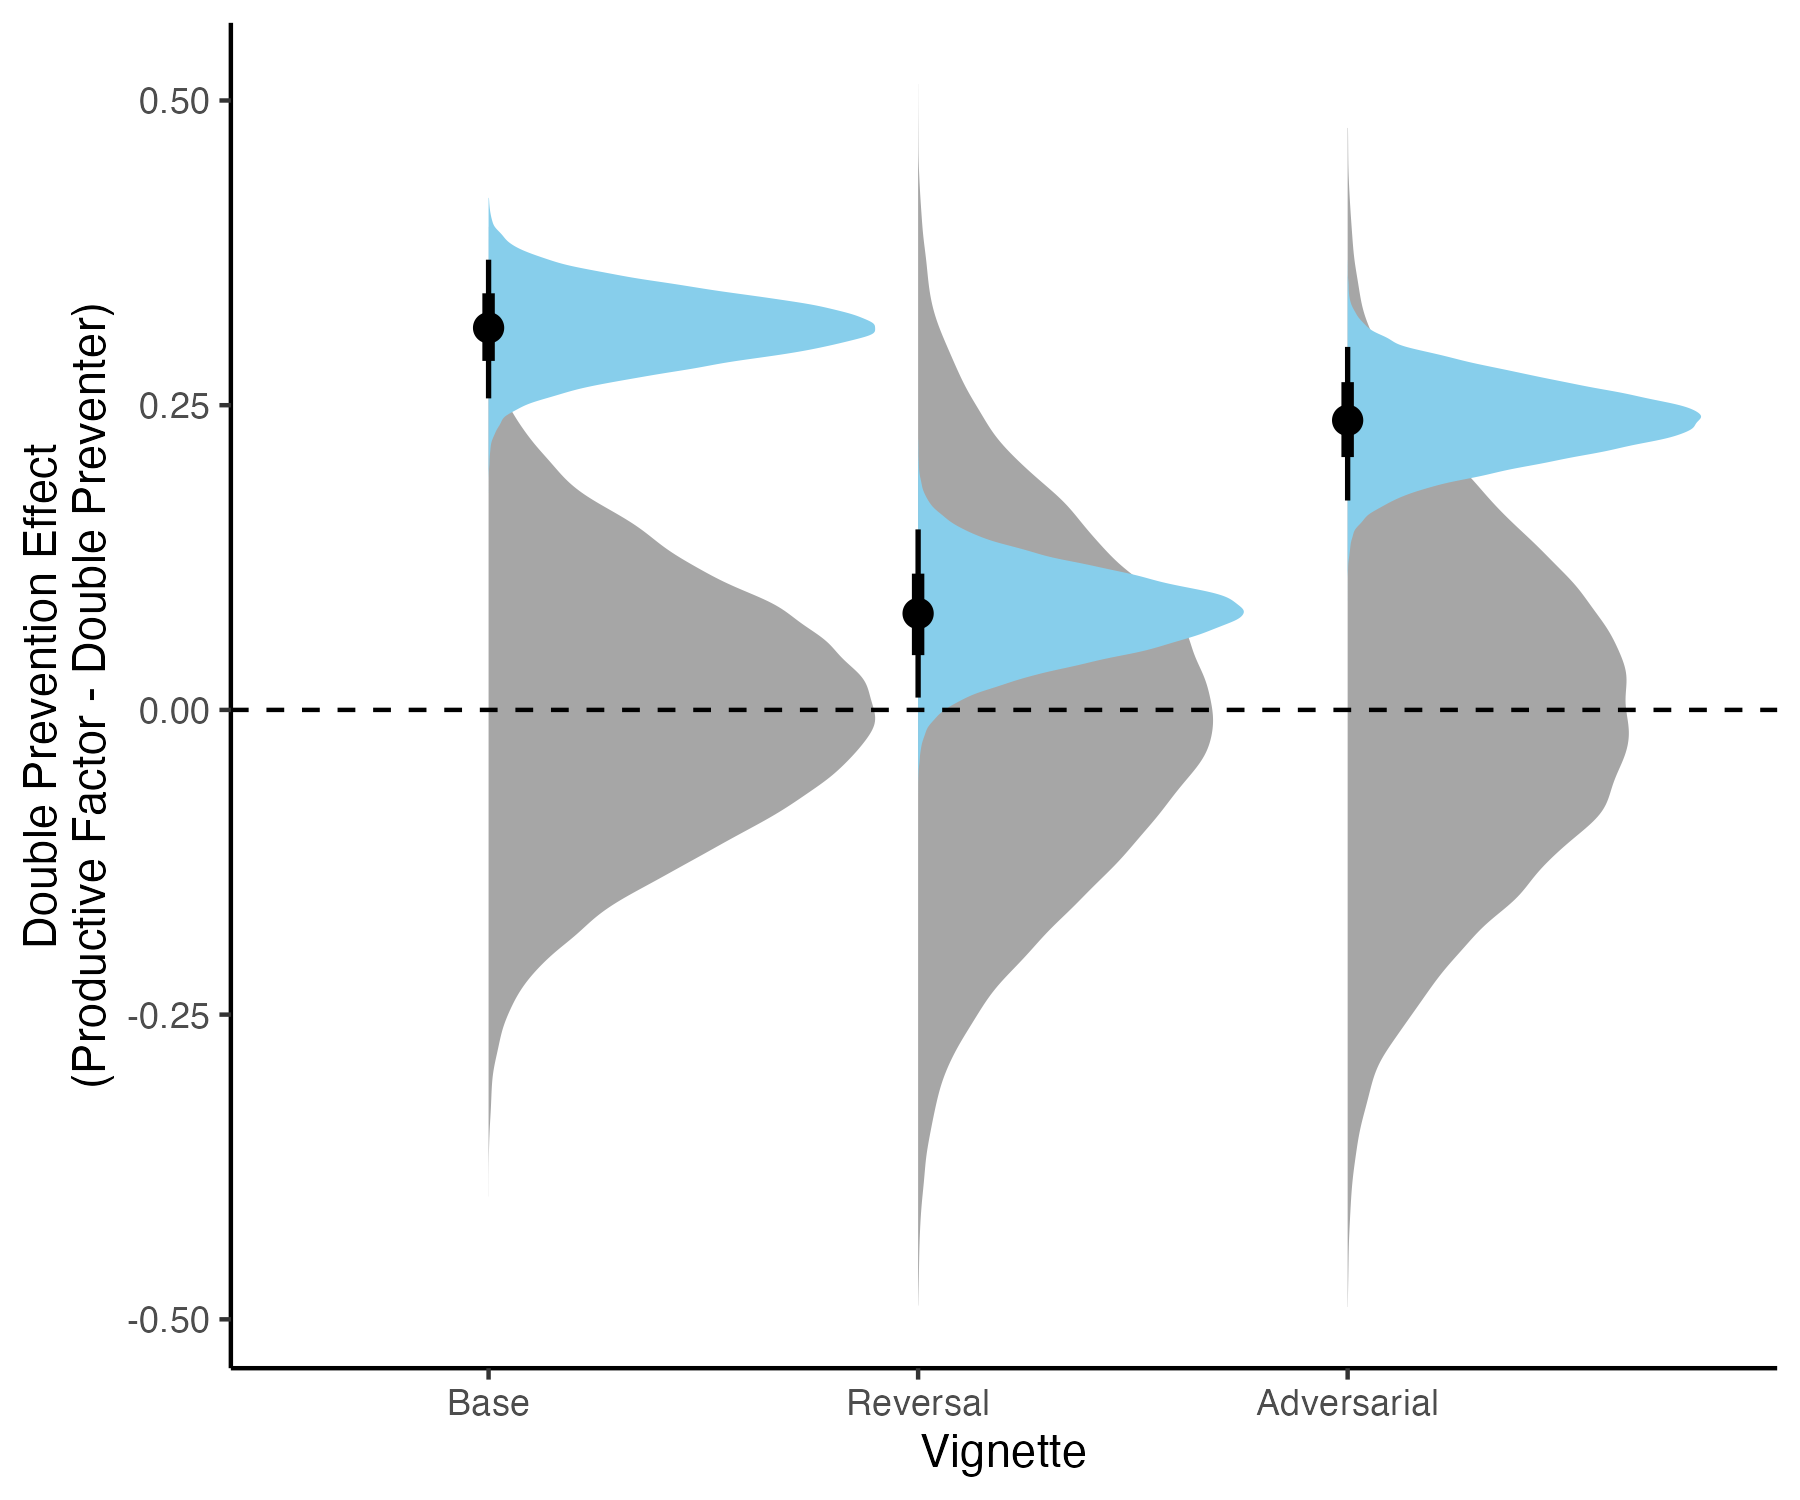 Double Prevention Effect
(Productive Factor - Double Preventer)
0.50
0.25
0.00
-0.25
-0.50
Base
Reversal
Adversarial
Vignette